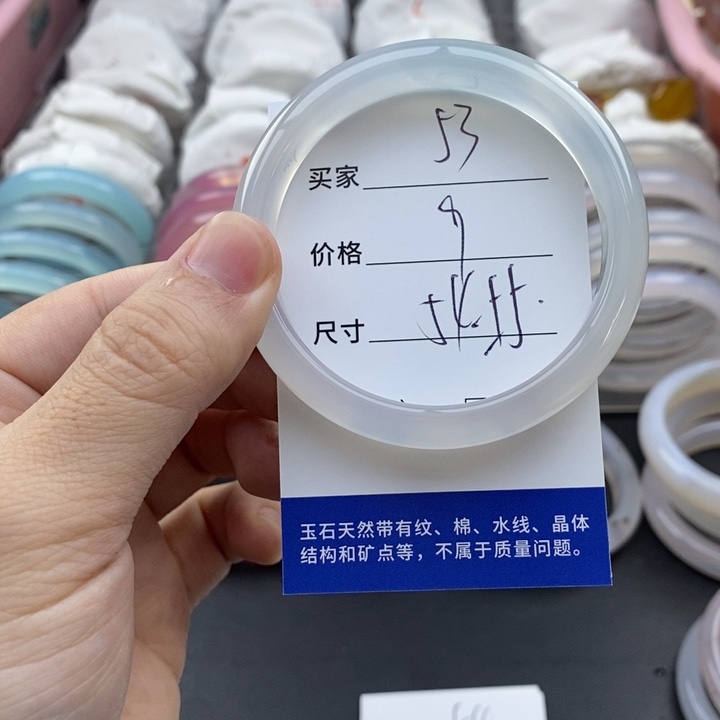 买家 53
价格
尺寸
玉石天然带有纹、棉、水线、晶体
结构和矿点等，不属于质量问题。